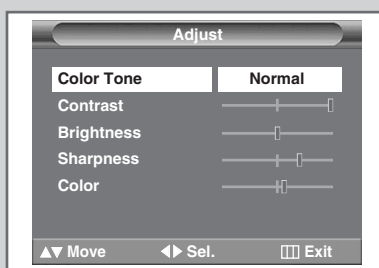 Adjust
Color Tone Normal
Contrast
Brightness
Sharpness
Color
▲▼ Move ◀▶ Sel. Exit